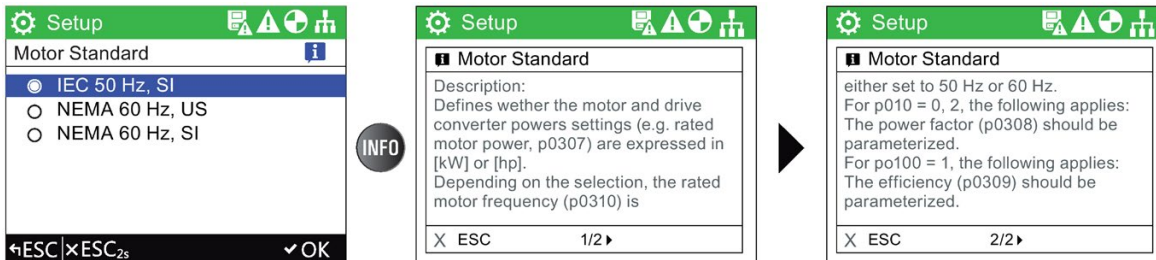 Setup
Motor Standard
IEC 50 Hz, SI
NEMA 60 Hz, US
NEMA 60 Hz, SI
ESC ESC2s OK
INFO
Setup
Motor Standard
Description:
Defines wether the motor and drive
converter powers settings (e.g. rated
motor power, p0307) are expressed in
[kW] or [hp].
Depending on the selection, the rated
motor frequency (p0310) is
X ESC 1/2
Setup
Motor Standard
either set to 50 Hz or 60 Hz.
For p010 = 0, 2, the following applies:
The power factor (p0308) should be
parameterized.
For po100 = 1, the following applies:
The efficiency (p0309) should be
parameterized.
X ESC 2/2